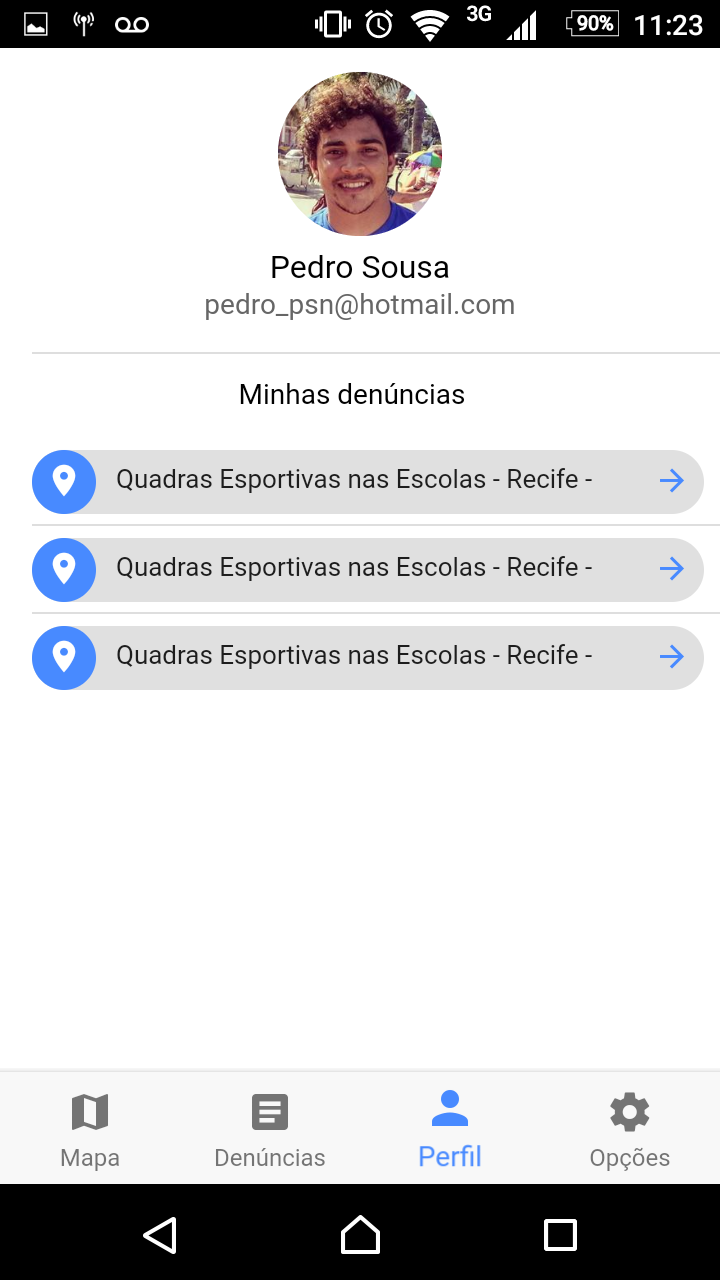 3G 90% 11:23
Pedro Sousa
pedro_psn@hotmail.com
Minhas denúncias
Quadras Esportivas nas Escolas - Recife -
Quadras Esportivas nas Escolas - Recife -
Quadras Esportivas nas Escolas - Recife -
Mapa Denúncias Perfil Opções